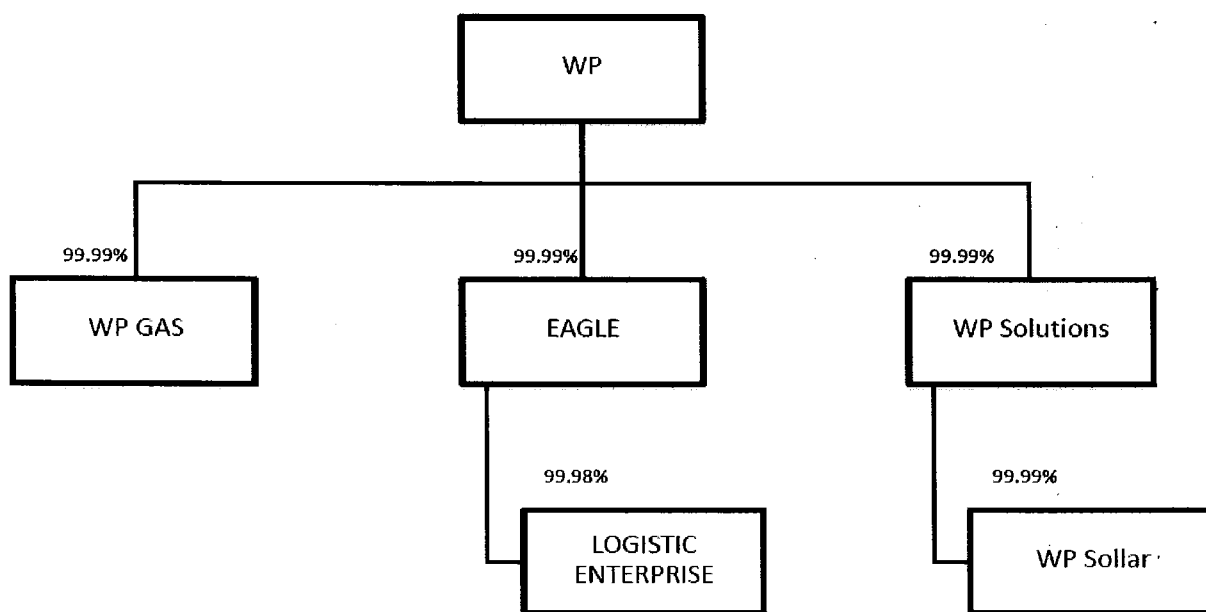 WP
99.99%
99.99%
99.99%
WP GAS
EAGLE
WP Solutions
99.98%
99.99%
LOGISTIC
ENTERPRISE
WP Sollar